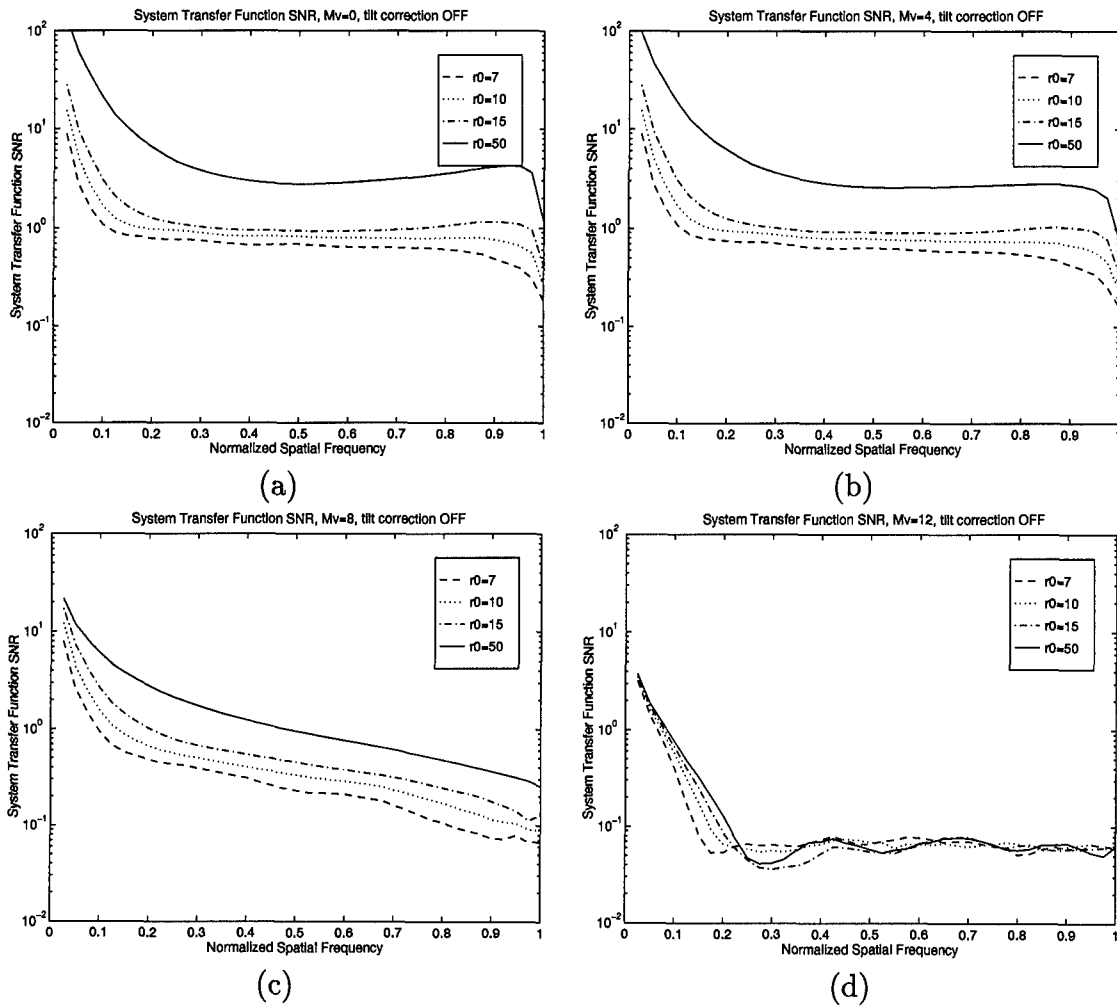 System Transfer Function SNR, Mv=0, tilt correction OFF
System Transfer Function SNR
10^2
10^1
10^0
10^-1
10^-2
r0=7
r0=10
r0=15
r0=50
0 0.1 0.2 0.3 0.4 0.5 0.6 0.7 0.8 0.9 1
Normalized Spatial Frequency
(a)
System Transfer Function SNR, Mv=4, tilt correction OFF
System Transfer Function SNR
10^2
10^1
10^0
10^-1
10^-2
r0=7
r0=10
r0=15
r0=50
0 0.1 0.2 0.3 0.4 0.5 0.6 0.7 0.8 0.9 1
Normalized Spatial Frequency
(b)
System Transfer Function SNR, Mv=8, tilt correction OFF
System Transfer Function SNR
10^2
10^1
10^0
10^-1
10^-2
r0=7
r0=10
r0=15
r0=50
0 0.1 0.2 0.3 0.4 0.5 0.6 0.7 0.8 0.9 1
Normalized Spatial Frequency
(c)
System Transfer Function SNR, Mv=12, tilt correction OFF
System Transfer Function SNR
10^2
10^1
10^0
10^-1
10^-2
r0=7
r0=10
r0=15
r0=50
0 0.1 0.2 0.3 0.4 0.5 0.6 0.7 0.8 0.9 1
Normalized Spatial Frequency
(d)